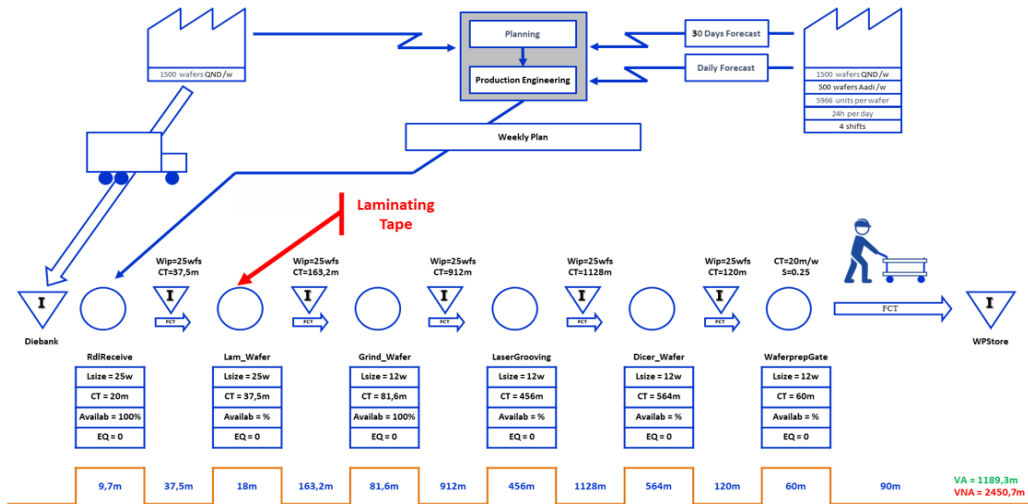 1500 wafers QND /w
Planning
Production Engineering
30 Days Forecast
Daily Forecast
1500 wafers QND /w
500 wafers Aadi /w
5966 units per wafer
24h per day
4 shifts
Weekly Plan
Laminating
Tape
Wip=25wfs
CT=37,5m
Wip=25wfs
CT=163,2m
Wip=25wfs
CT=912m
Wip=25wfs
CT=1128m
Wip=25wfs
CT=120m
CT=20m/w
S=0.25
I
I
I
I
I
I
I
FCT
FCT
FCT
FCT
FCT
FCT
Diebank
WPStore
RdlReceive
Lsize = 25w
CT = 20m
Availab = 100%
EQ = 0
Lam_Wafer
Lsize = 25w
CT = 37,5m
Availab = %
EQ = 0
Grind_Wafer
Lsize = 12w
CT = 81,6m
Availab = 100%
EQ = 0
LaserGrooving
Lsize = 12w
CT = 456m
Availab = %
EQ = 0
Dicer_Wafer
Lsize = 12w
CT = 564m
Availab = %
EQ = 0
WaferprepGate
Lsize = 12w
CT = 60m
Availab = %
EQ = 0
9,7m
37,5m
18m
163,2m
81,6m
912m
456m
1128m
564m
120m
60m
90m
VA = 1189,3m
VNA = 2450,7m